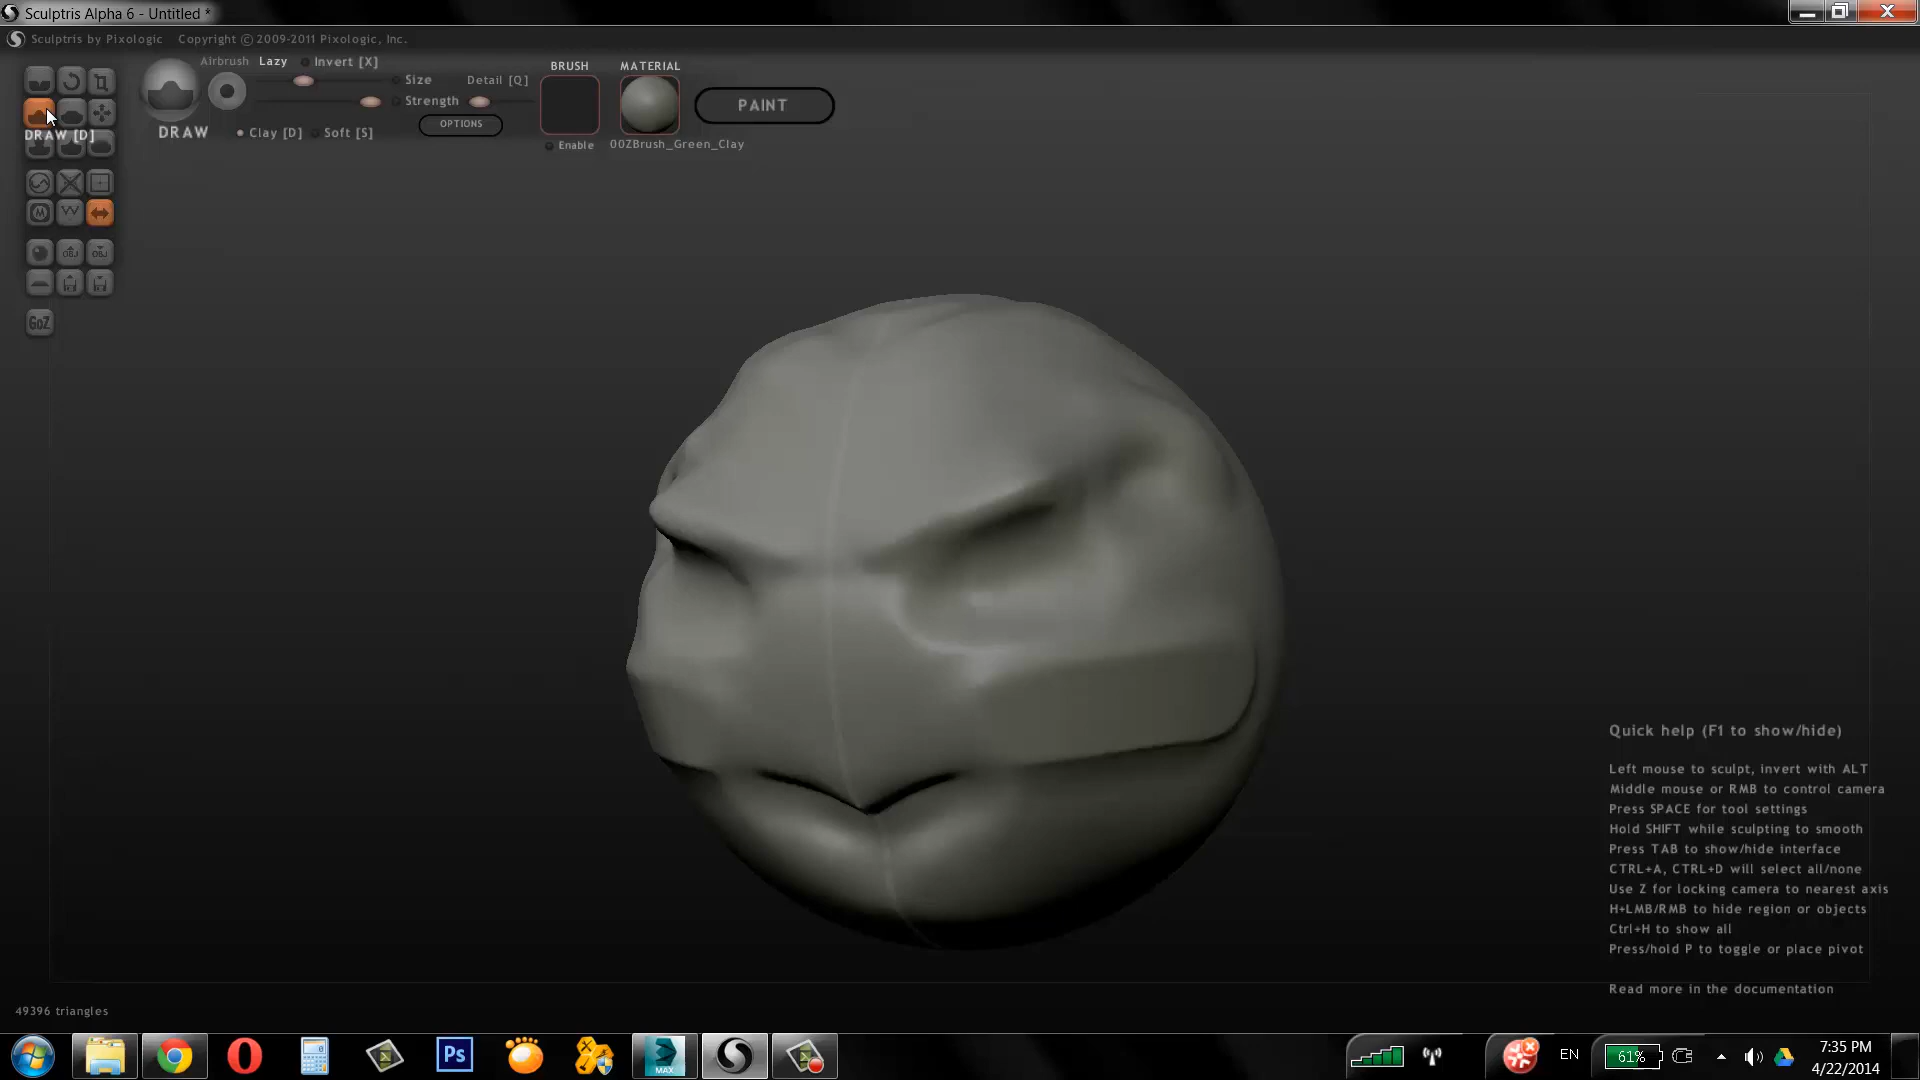 Sculptris Alpha 6 - Untitled *
Sculptris by Pixologic Copyright © 2009-2011 Pixologic, Inc.
Airbrush Lazy Invert [X]
Size Detail [Q]
Strength
OPTIONS
DRAW
Clay [D] Soft [S]
BRUSH
Enable
MATERIAL
00ZBrush_Green_Clay
PAINT
DRAW [D]
OBJ OBJ
GoZ
Quick help (F1 to show/hide)
Left mouse to sculpt, invert with ALT
Middle mouse or RMB to control camera
Press SPACE for tool settings
Hold SHIFT while sculpting to smooth
Press TAB to show/hide interface
CTRL+A, CTRL+D will select all/none
Use Z for locking camera to nearest axis
H+LMB/RMB to hide region or objects
Ctrl+H to show all
Press/hold P to toggle or place pivot
Read more in the documentation
49396 triangles
Ps
MAX
EN
61%
7:35 PM
4/22/2014